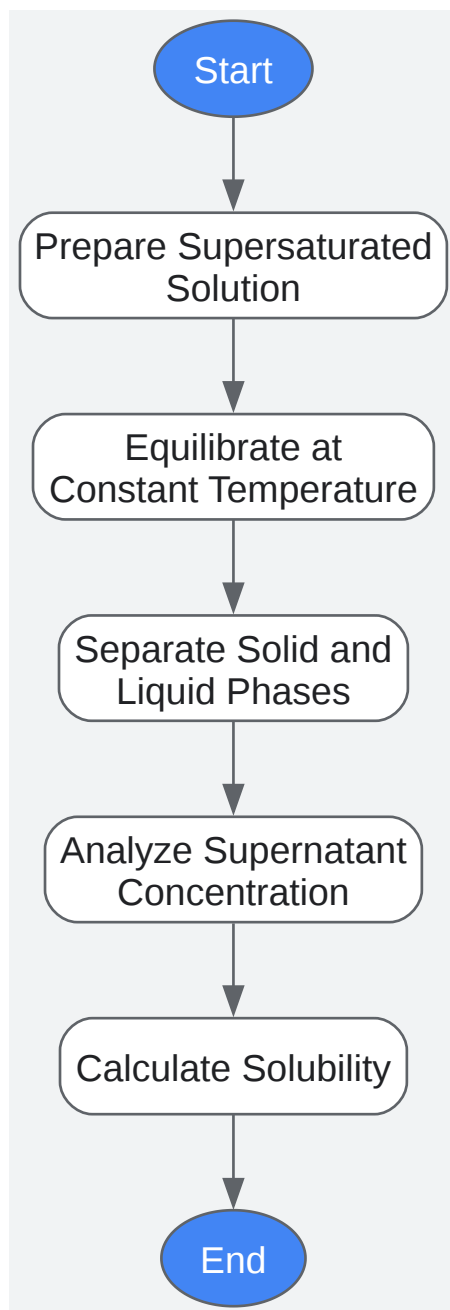 Start
Prepare Supersaturated
Solution
Equilibrate at
Constant Temperature
Separate Solid and
Liquid Phases
Analyze Supernatant
Concentration
Calculate Solubility
End